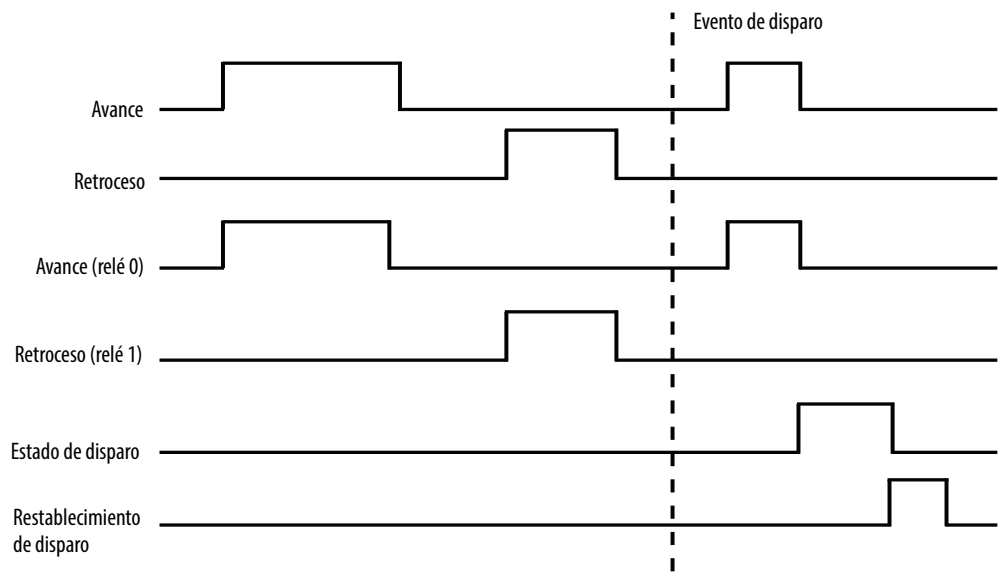 Evento de disparo
Avance
Retroceso
Avance (relé 0)
Retroceso (relé 1)
Estado de disparo
Restablecimiento
de disparo